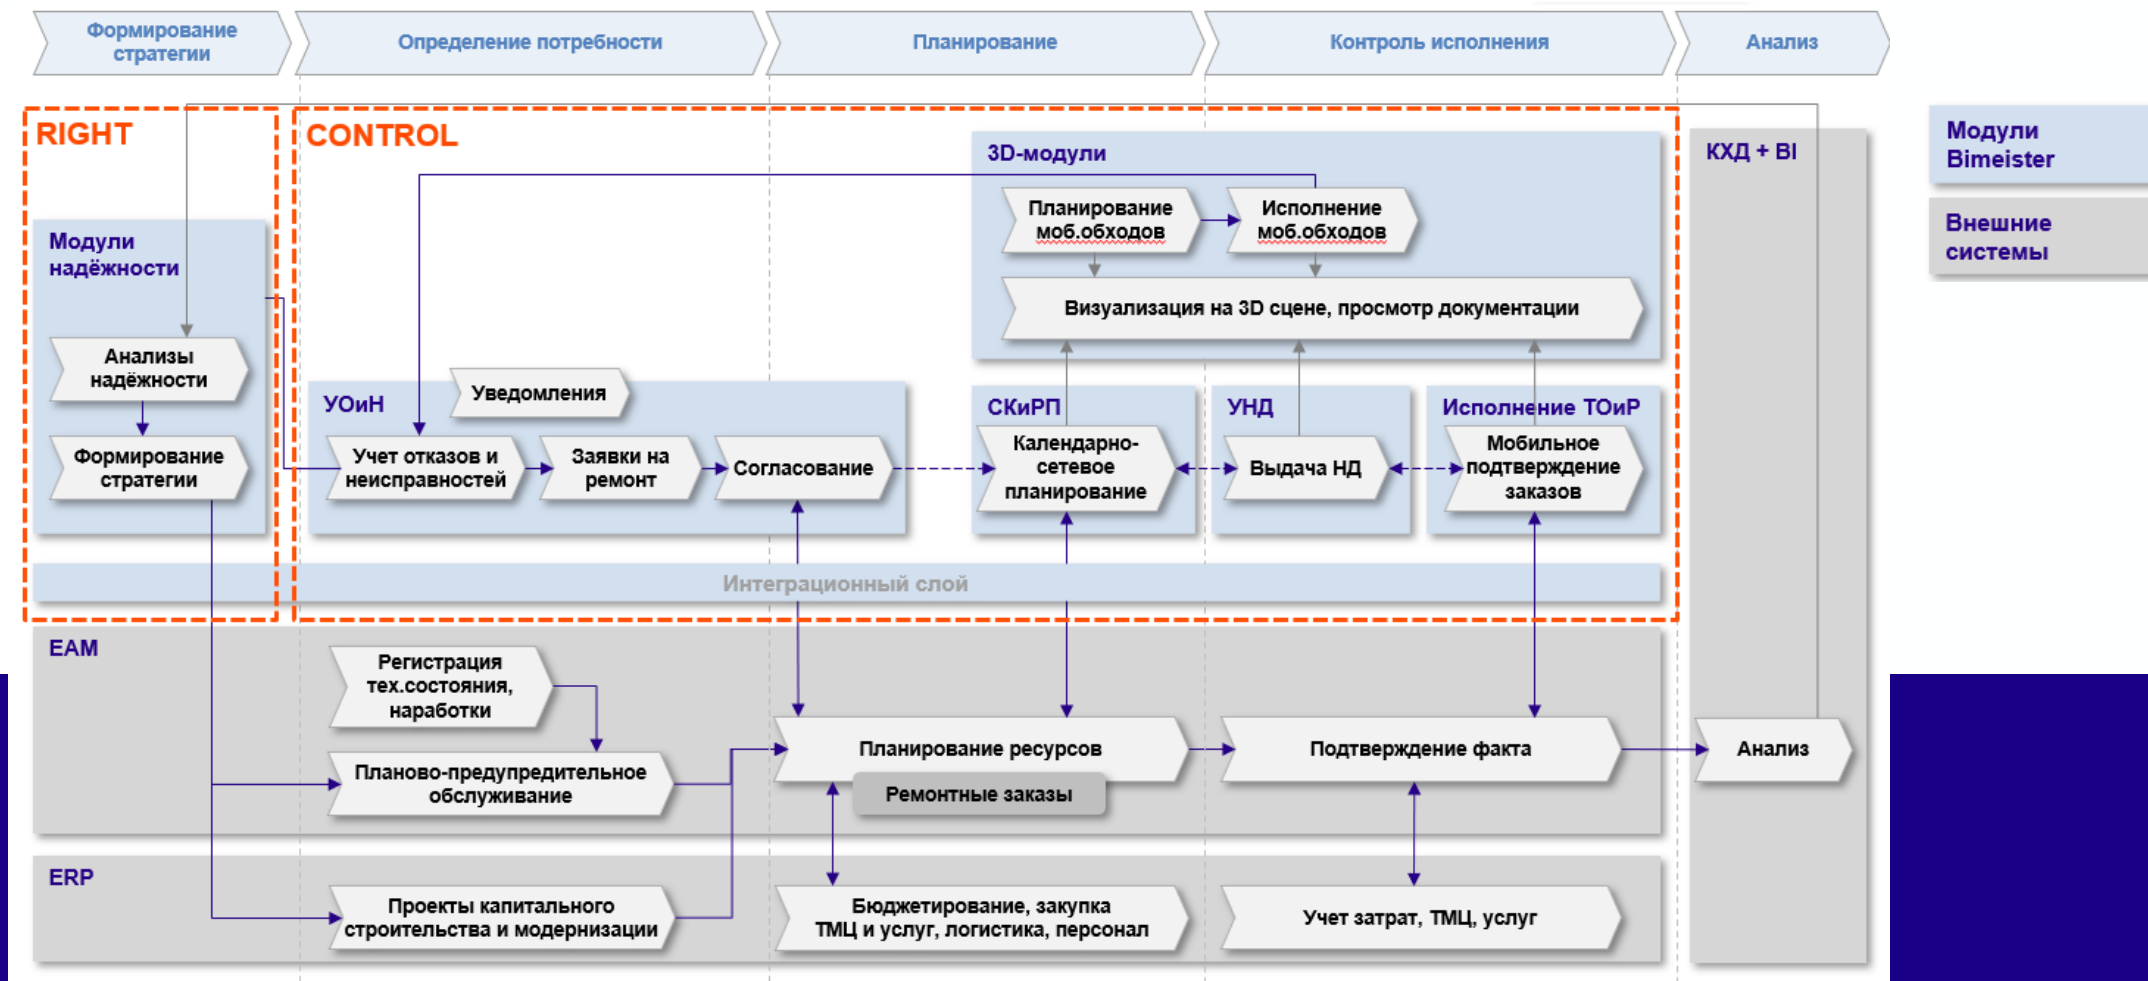 Формирование
стратегии
Определение потребности
Планирование
Контроль исполнения
Анализ
RIGHT
CONTROL
Модули
надёжности
Анализы
надёжности
Формирование
стратегии
УОиН
Уведомления
Учет отказов и
неисправностей
Заявки на
ремонт
Согласование
3D-модули
Планирование
моб.обходов
Исполнение
моб.обходов
Визуализация на 3D сцене, просмотр документации
СКиРП
Календарно-
сетевое
планирование
УНД
Выдача НД
Исполнение ТОиР
Мобильное
подтверждение
заказов
Интеграционный слой
EAM
Регистрация
тех.состояния,
наработки
Планово-предупредительное
обслуживание
Планирование ресурсов
Ремонтные заказы
Подтверждение факта
ERP
Проекты капитального
строительства и модернизации
Бюджетирование, закупка
ТМЦ и услуг, логистика, персонал
Учет затрат, ТМЦ, услуг
КХД + BI
Анализ
Модули
Bimeister
Внешние
системы